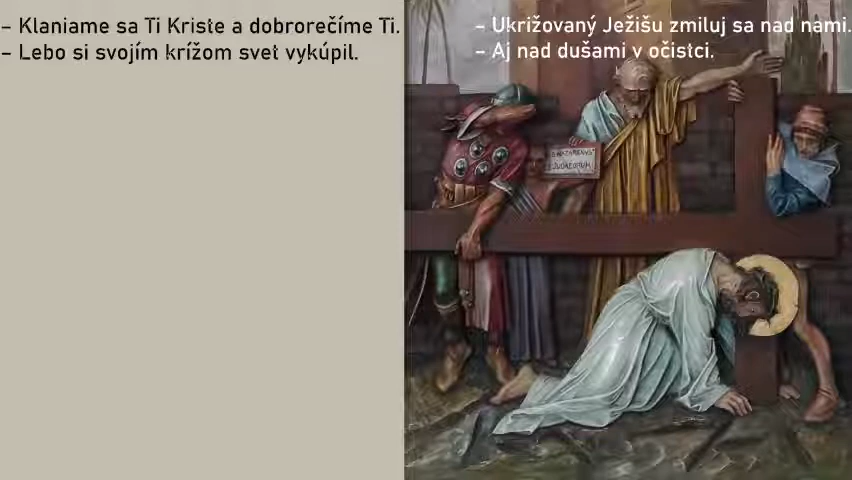 – Klaniame sa Ti Kriste a dobrorečíme Ti.
– Lebo si svojím krížom svet vykúpil.
– Ukrižovaný Ježišu zmiluj sa nad nami.
– Aj nad dušami v očistci.
JUDAEORUM